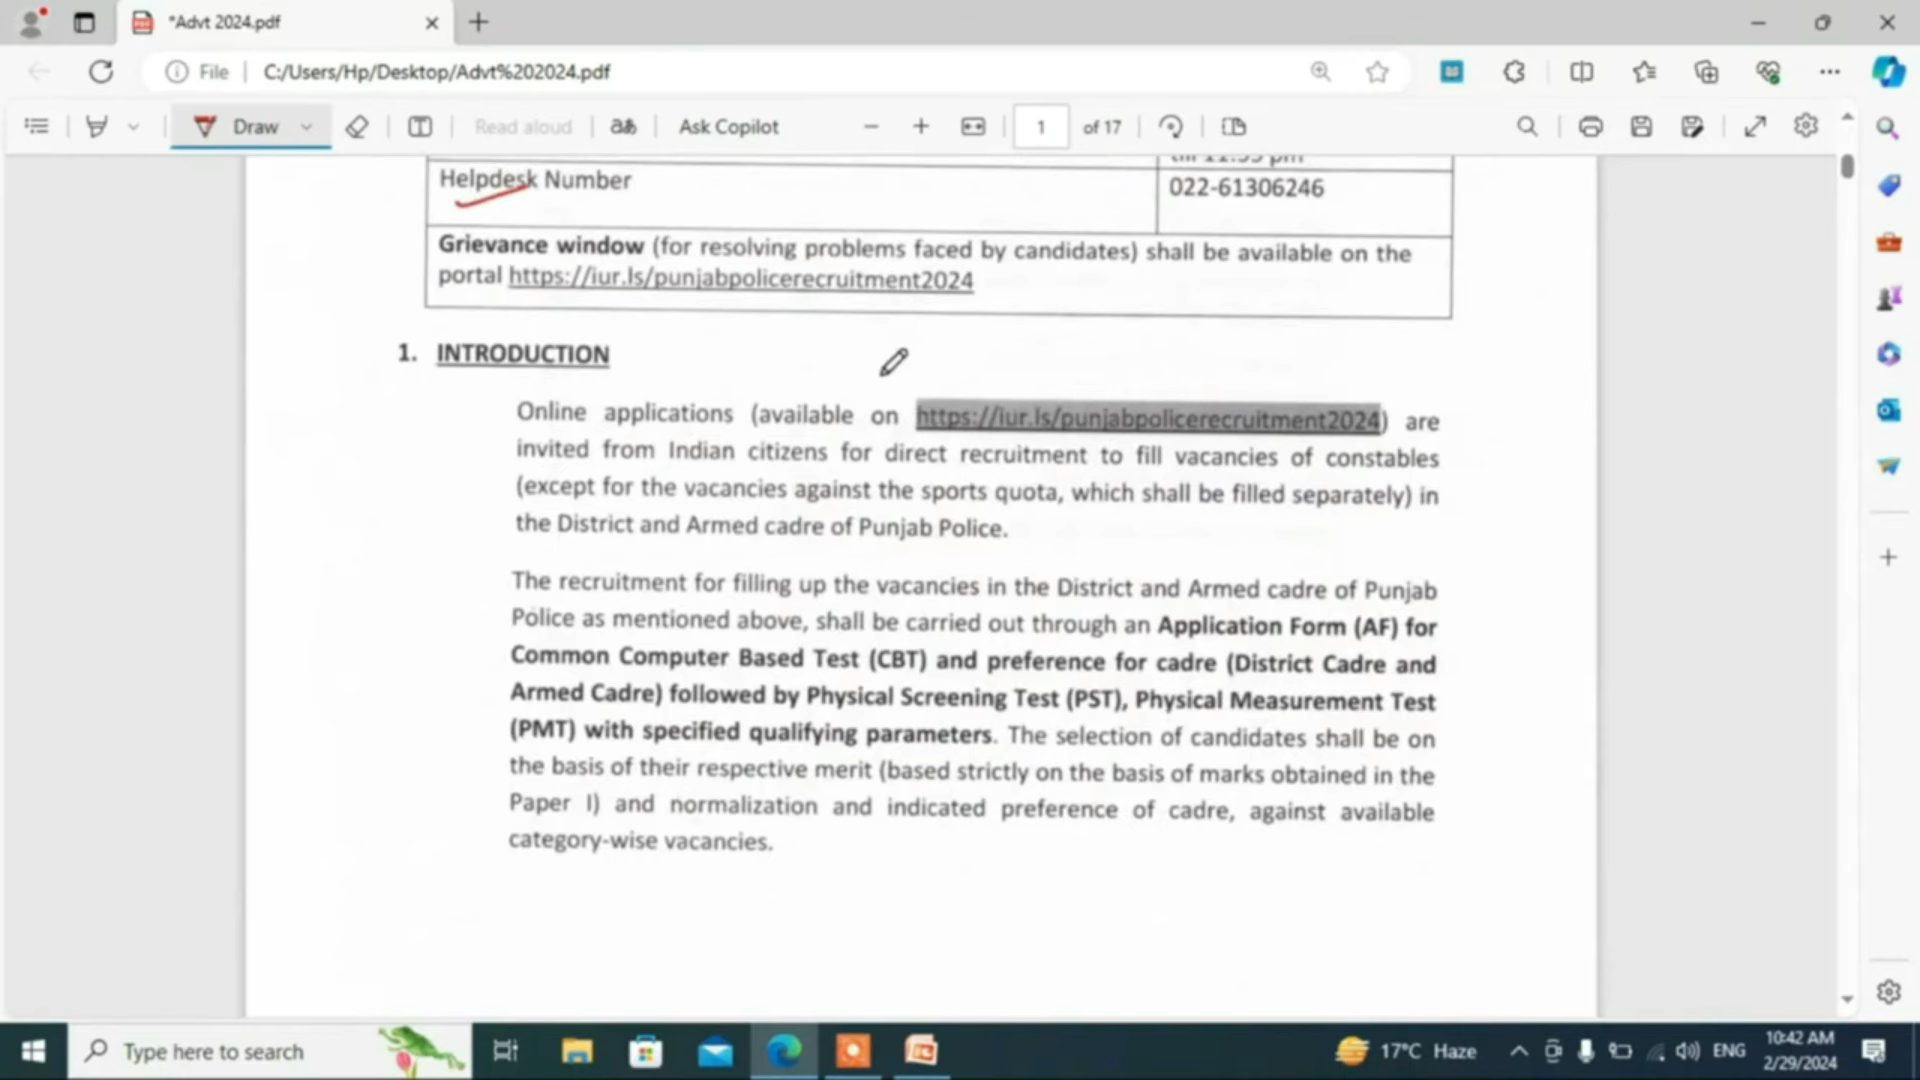 *Advt 2024.pdf
File
C:/Users/Hp/Desktop/Advt%202024.pdf
Draw
Read aloud
Ask Copilot
1 of 17
Helpdesk Number
022-61306246
Grievance window (for resolving problems faced by candidates) shall be available on the
portal https://iur.ls/punjabpolicerecruitment2024
1. INTRODUCTION
Online applications (available on https://iur.ls/punjabpolicerecruitment2024) are
invited from Indian citizens for direct recruitment to fill vacancies of constables
(except for the vacancies against the sports quota, which shall be filled separately) in
the District and Armed cadre of Punjab Police.
The recruitment for filling up the vacancies in the District and Armed cadre of Punjab
Police as mentioned above, shall be carried out through an Application Form (AF) for
Common Computer Based Test (CBT) and preference for cadre (District Cadre and
Armed Cadre) followed by Physical Screening Test (PST), Physical Measurement Test
(PMT) with specified qualifying parameters. The selection of candidates shall be on
the basis of their respective merit (based strictly on the basis of marks obtained in the
Paper I) and normalization and indicated preference of cadre, against available
category-wise vacancies.
Type here to search
17°C Haze
ENG
10:42 AM
2/29/2024